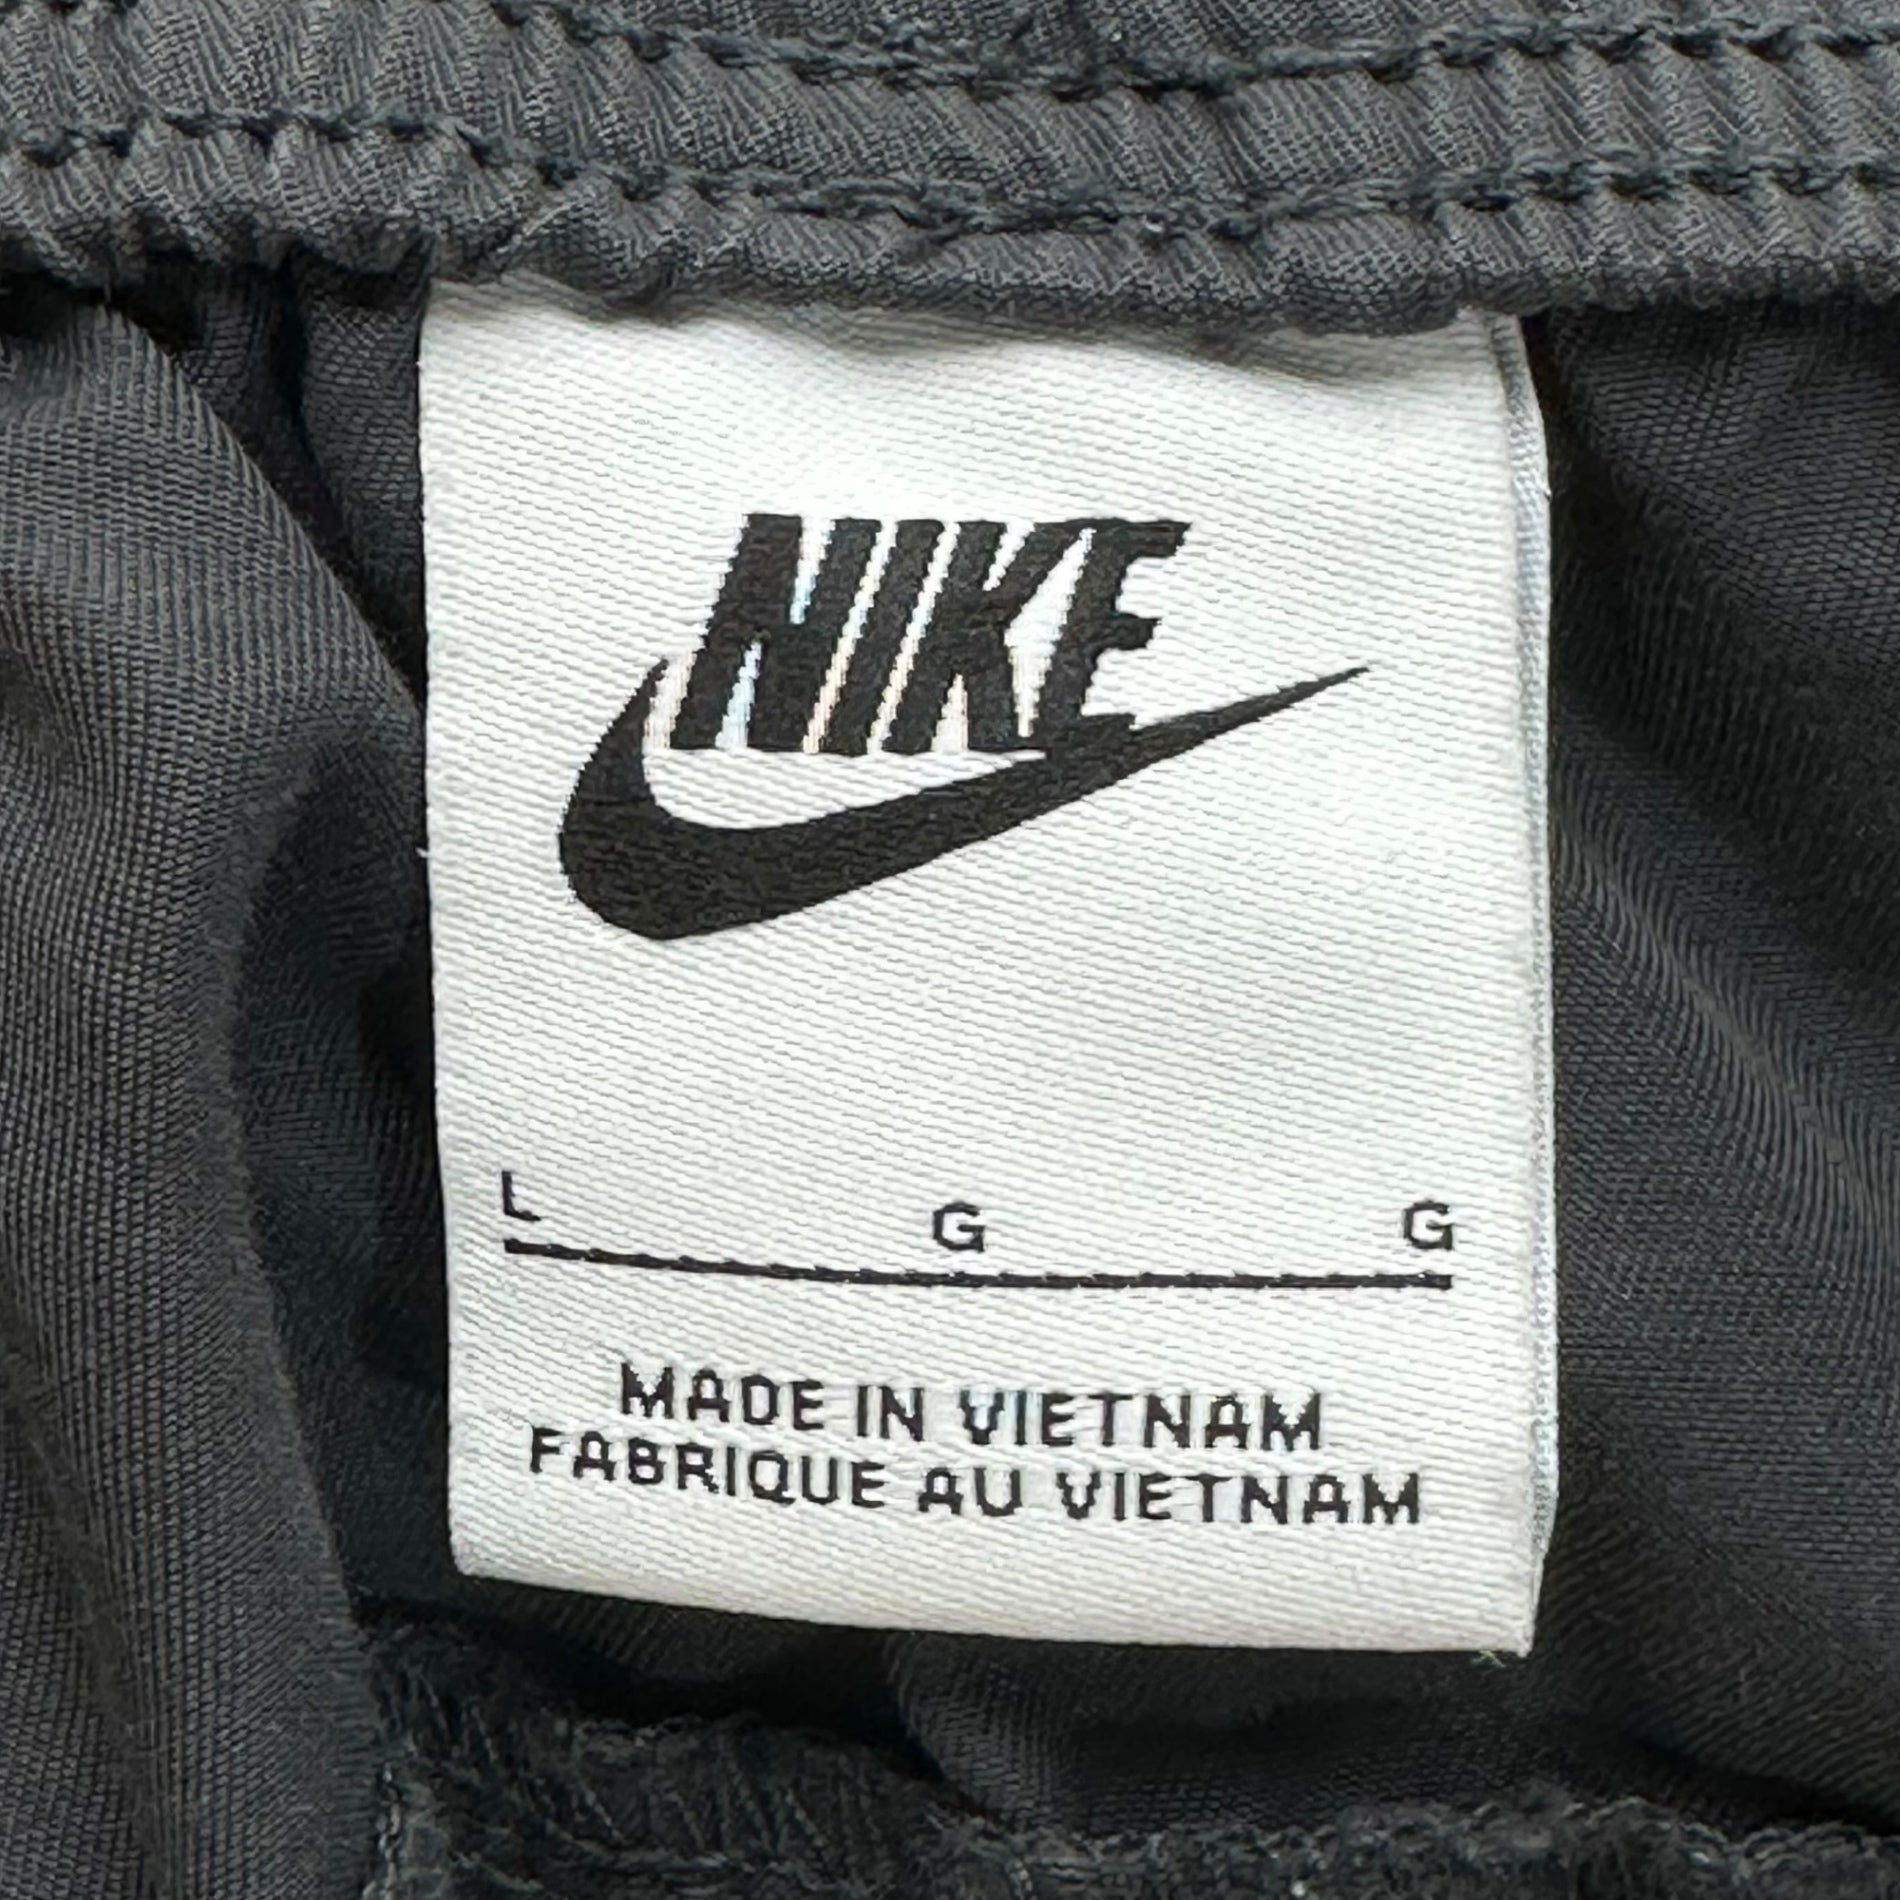 NIKE
L G G
MADE IN VIETNAM
FABRIQUE AU VIETNAM